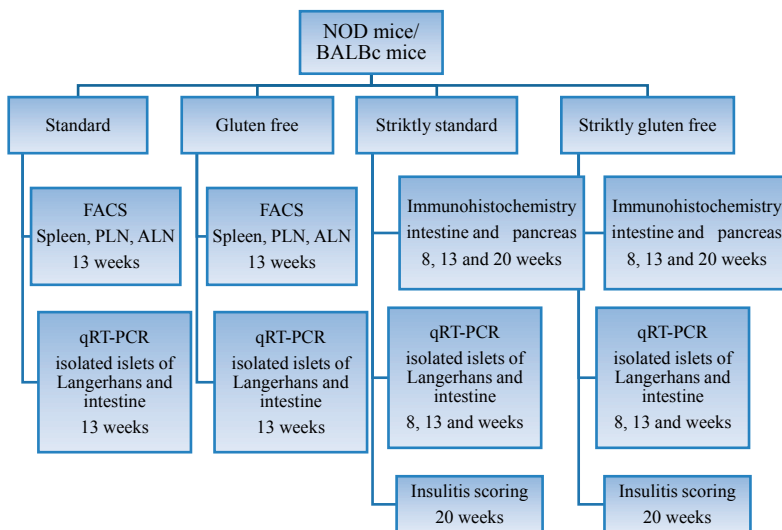 NOD mice/
BALBc mice
Standard
Gluten free
Striktly standard
Striktly gluten free
FACS
Spleen, PLN, ALN
13 weeks
FACS
Spleen, PLN, ALN
13 weeks
Immunohistochemistry
intestine and pancreas
8, 13 and 20 weeks
Immunohistochemistry
intestine and pancreas
8, 13 and 20 weeks
qRT-PCR
isolated islets of
Langerhans and
intestine
13 weeks
qRT-PCR
isolated islets of
Langerhans and
intestine
13 weeks
qRT-PCR
isolated islets of
Langerhans and
intestine
8, 13 and weeks
qRT-PCR
isolated islets of
Langerhans and
intestine
8, 13 and weeks
Insulitis scoring
20 weeks
Insulitis scoring
20 weeks